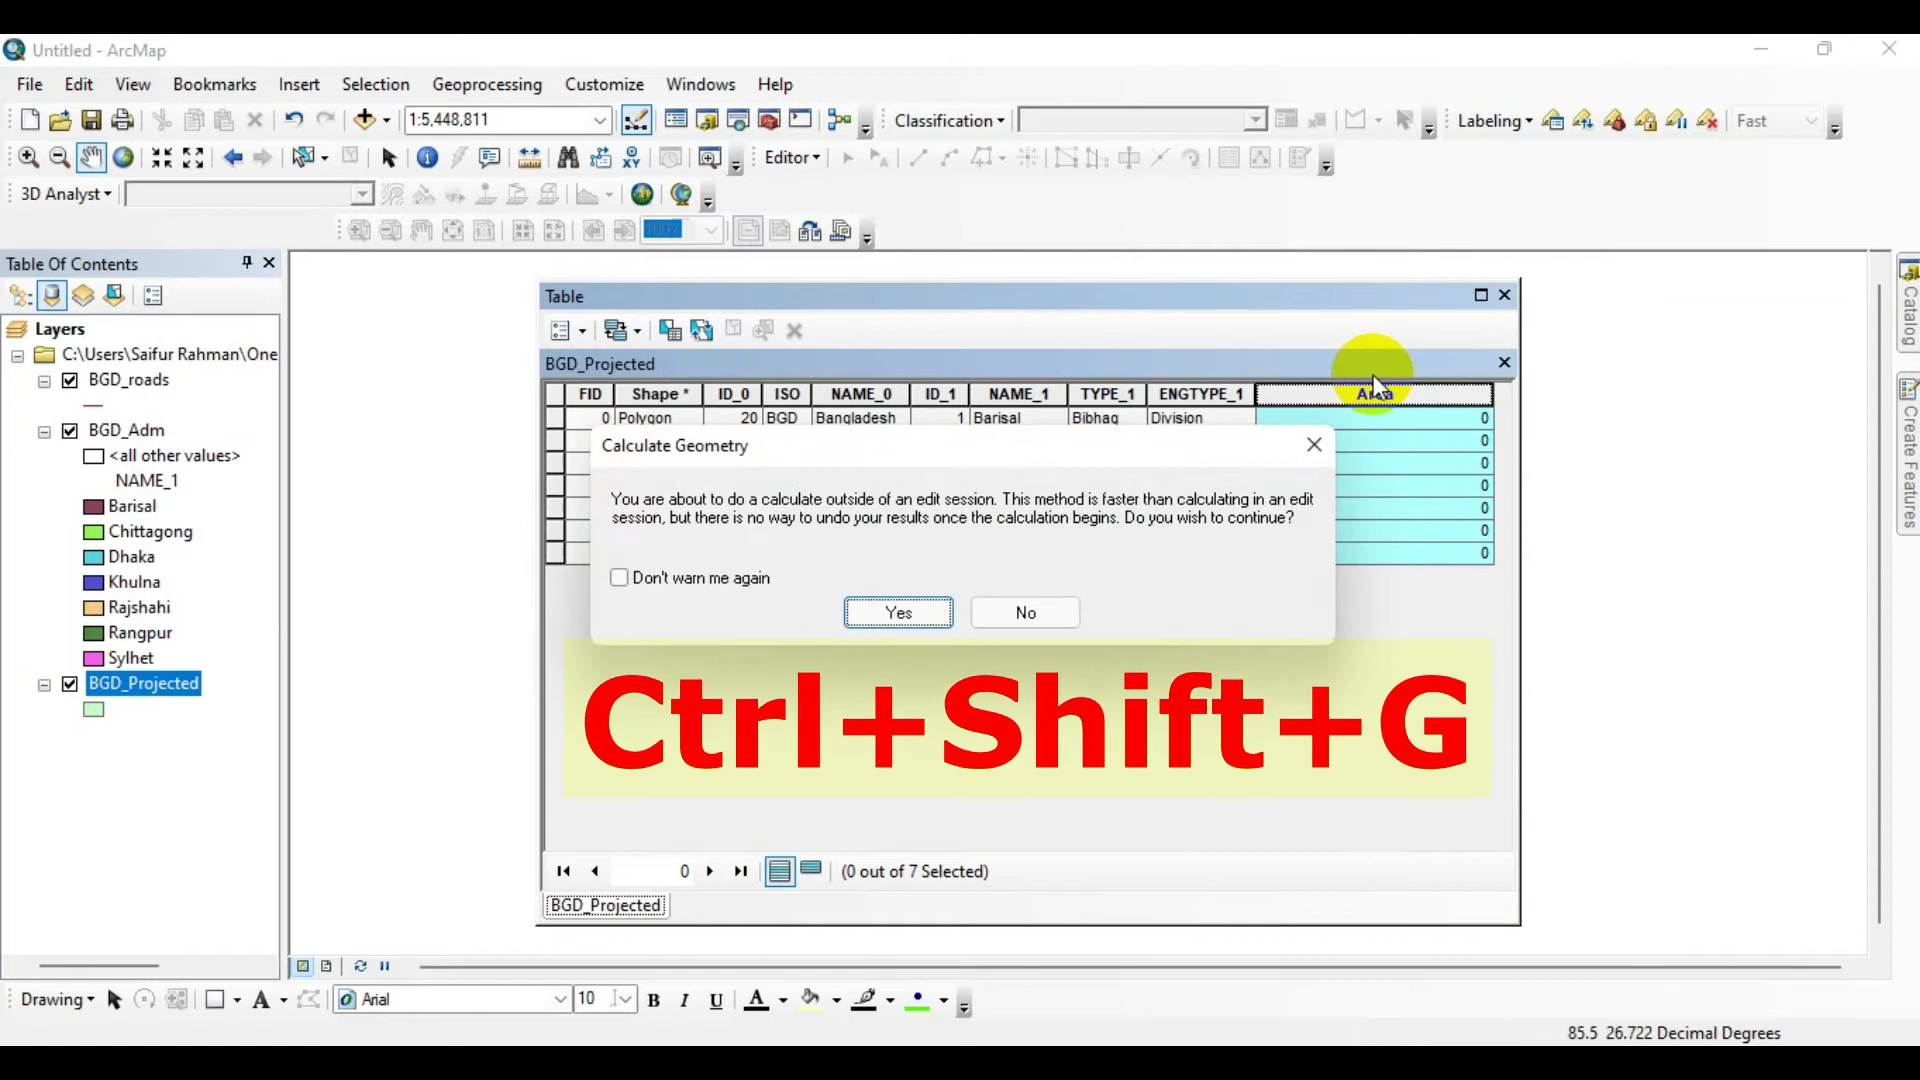 Untitled - ArcMap
File Edit View Bookmarks Insert Selection Geoprocessing Customize Windows Help
1:5,448,811 Classification Labeling Fast
Editor
3D Analyst
100%
Table Of Contents
Layers
C:\Users\Saifur Rahman\One
BGD_roads
BGD_Adm
<all other values>
NAME_1
Barisal
Chittagong
Dhaka
Khulna
Rajshahi
Rangpur
Sylhet
BGD_Projected
Table
BGD_Projected
FID Shape * ID_0 ISO NAME_0 ID_1 NAME_1 TYPE_1 ENGTYPE_1 Area
0 Polygon 20 BGD Bangladesh 1 Barisal Bibhag Division 0
0
0
0
0
0
0
Calculate Geometry
You are about to do a calculate outside of an edit session. This method is faster than calculating in an edit
session, but there is no way to undo your results once the calculation begins. Do you wish to continue?
Don't warn me again
Yes No
Ctrl+Shift+G
0 (0 out of 7 Selected)
BGD_Projected
Catalog
Create Features
Drawing A Arial 10 B I U A
85.5 26.722 Decimal Degrees